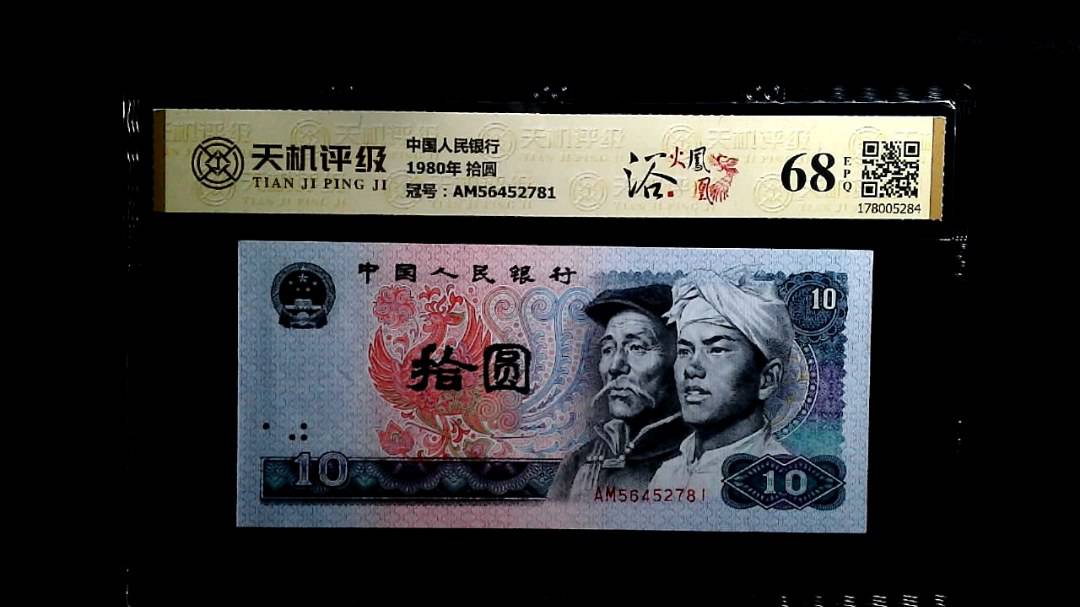 天机评级
TIAN JI PING JI
中国人民银行
1980年 拾圆
冠号：AM56452781
浴火鳳凰
68
EPQ
178005284
中国人民银行
10
拾圆
10
AM56452781
10